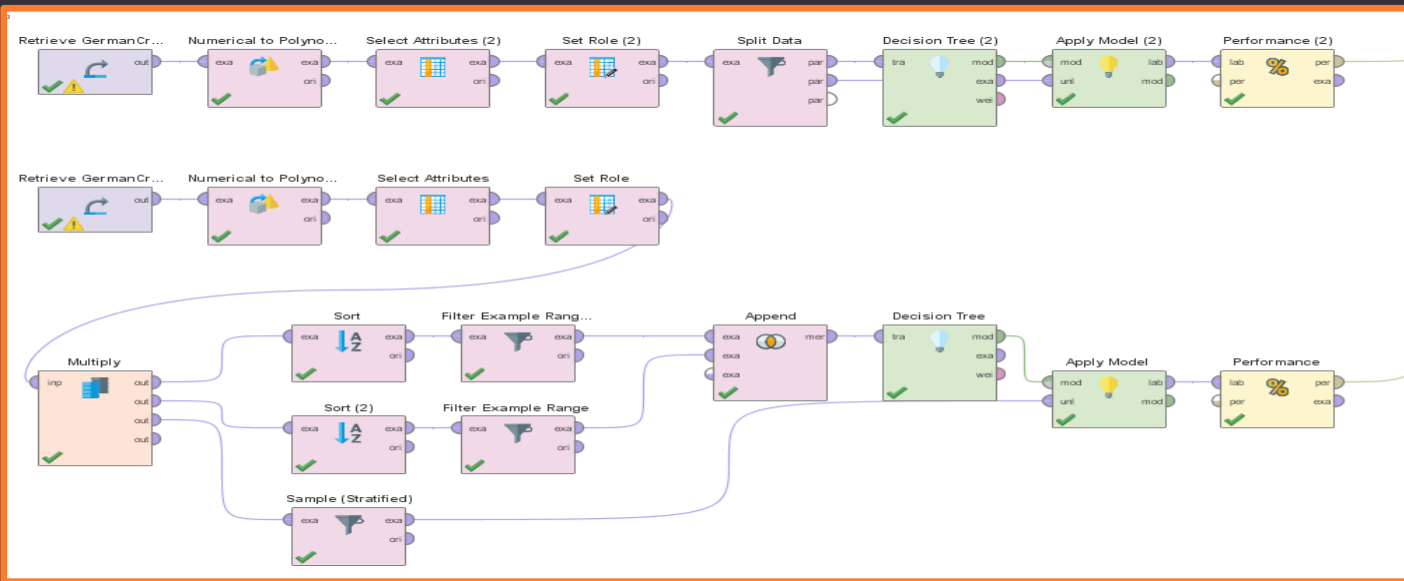 Retrieve GermanCr... Numerical to Polyno... Select Attributes (2) Set Role (2) Split Data Decision Tree (2) Apply Model (2) Performance (2)
out exa exa exa exa exa exa exa par tra mod mod lab lab per
ori ori ori par exa unl mod per exa
par wei
Retrieve GermanCr... Numerical to Polyno... Select Attributes Set Role
out exa exa exa exa exa exa
ori ori ori
Sort Filter Example Rang... Append Decision Tree
exa exa exa exa exa mer tra mod
ori ori exa exa
exa wei
Multiply Apply Model Performance
inp out mod lab lab per
out unl mod per exa
out
out
Sort (2) Filter Example Range
exa exa exa exa
ori ori
Sample (Stratified)
exa exa
ori